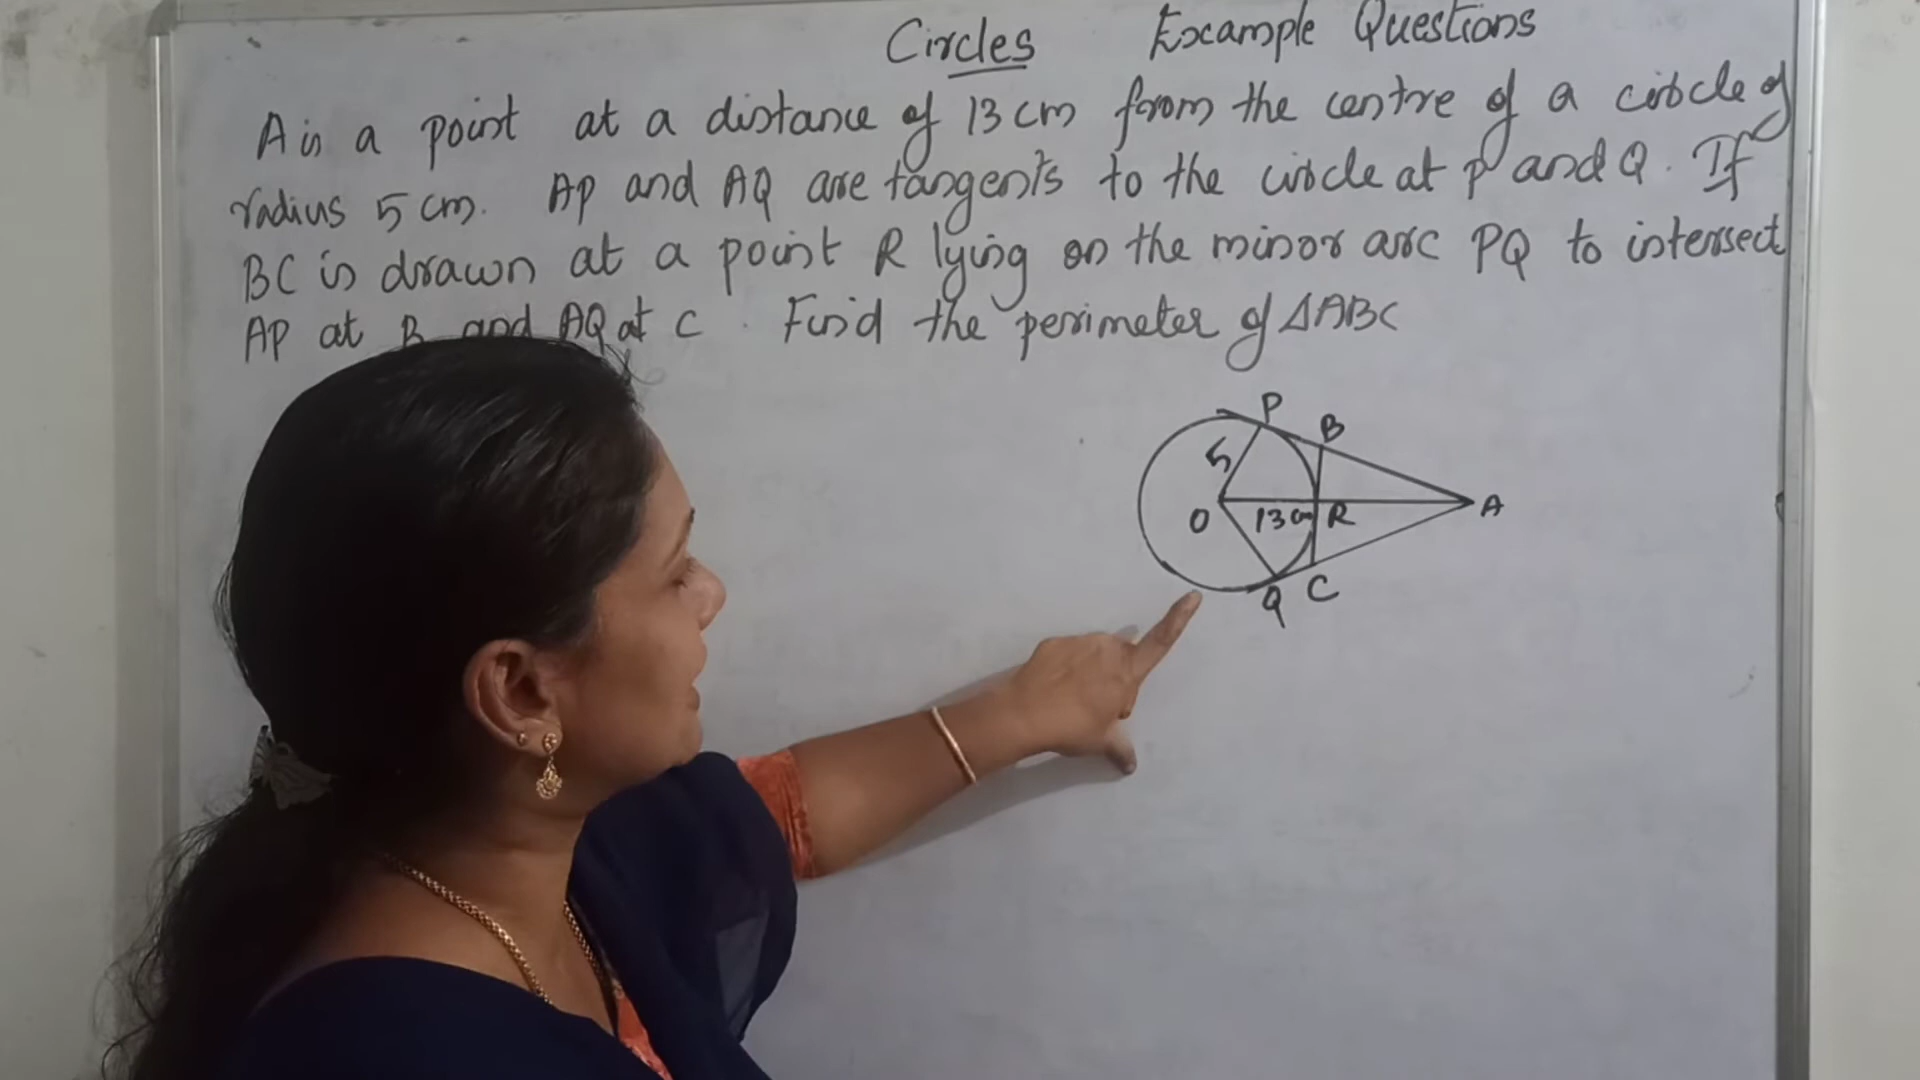 Circles Example Questions
A is a point at a distance of 13 cm from the centre of a circle of
radius 5 cm. AP and AQ are tangents to the circle at P and Q. If
BC is drawn at a point R lying on the minor arc PQ to intersect
AP at B and AQ at C. Find the perimeter of ΔABC
P
B
5
O 13cm R A
Q C